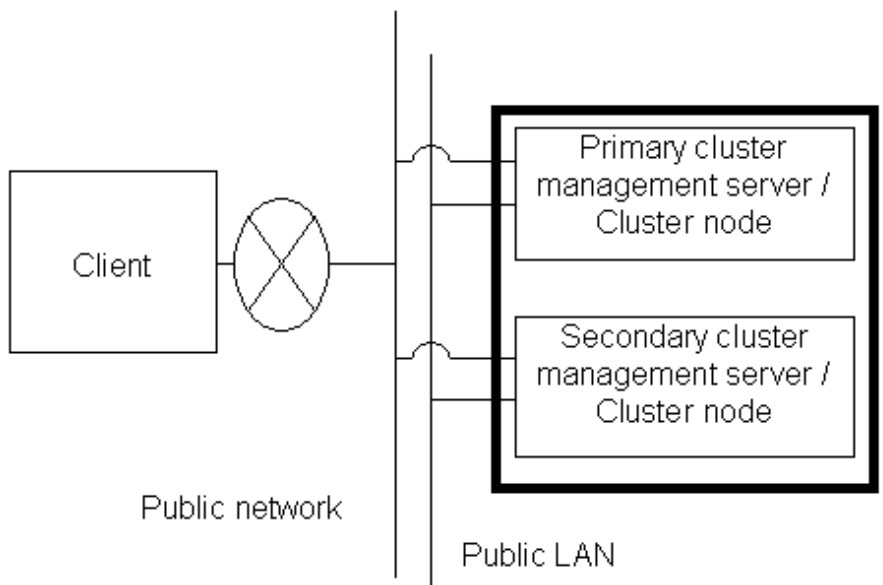 Client
Primary cluster
management server /
Cluster node
Secondary cluster
management server /
Cluster node
Public network
Public LAN